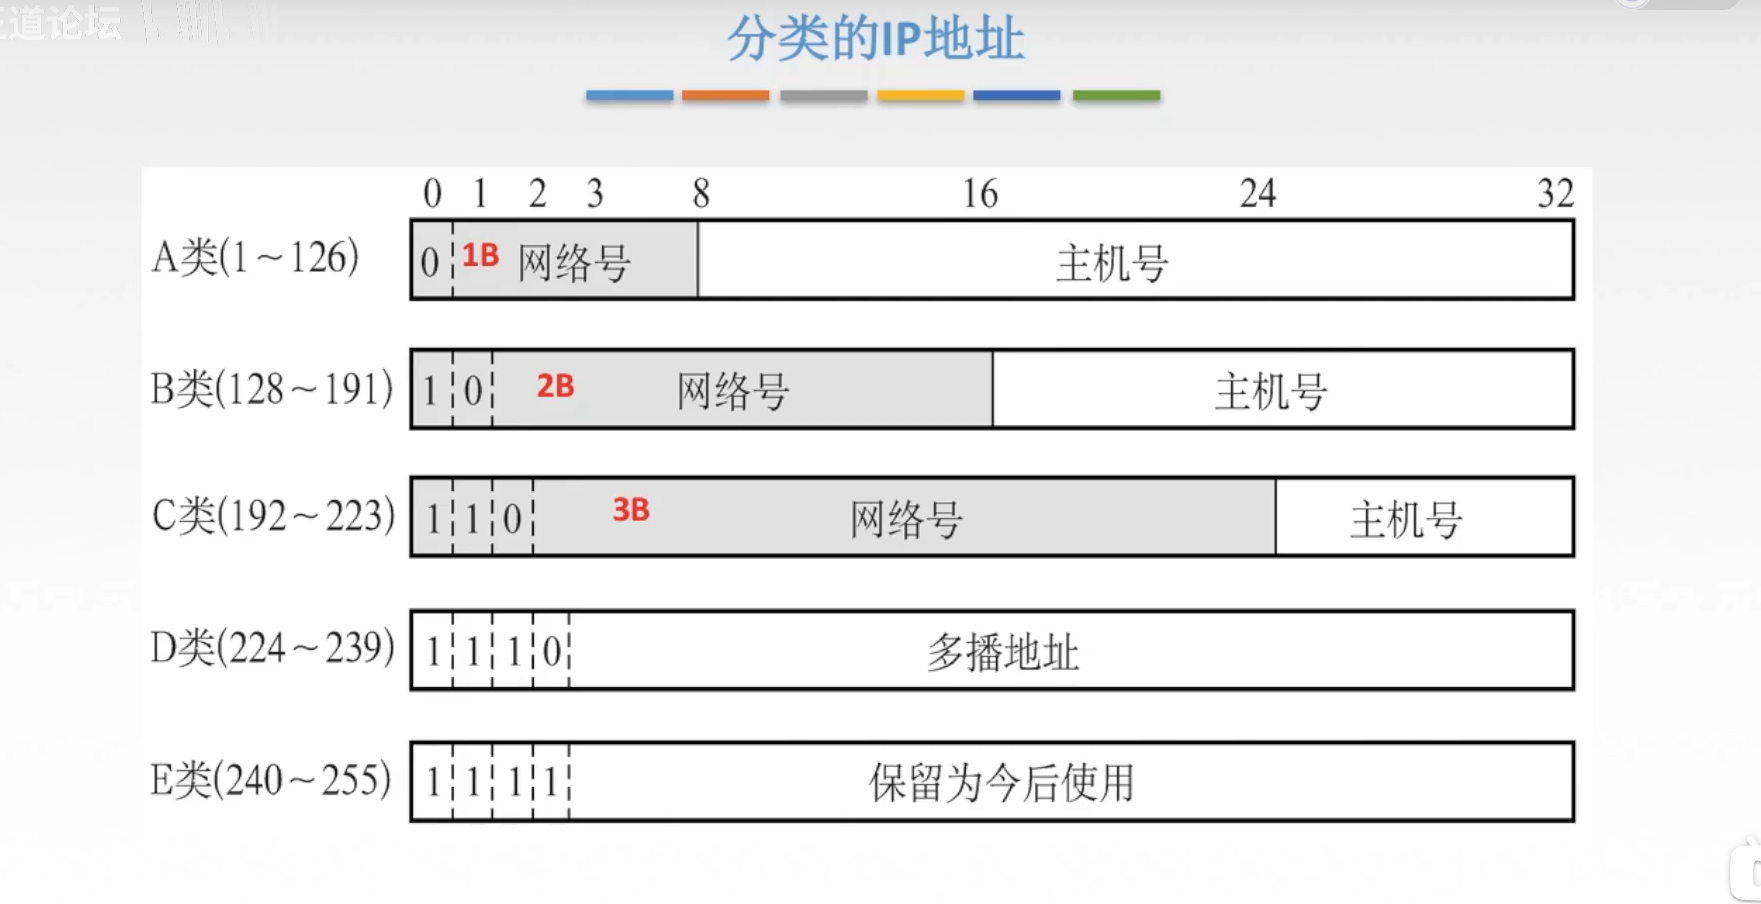 道论坛
分类的IP地址
0 1 2 3 8 16 24 32
A类(1～126) 0 1B 网络号 主机号
B类(128～191) 1 0 2B 网络号 主机号
C类(192～223) 1 1 0 3B 网络号 主机号
D类(224～239) 1 1 1 0 多播地址
E类(240～255) 1 1 1 1 保留为今后使用